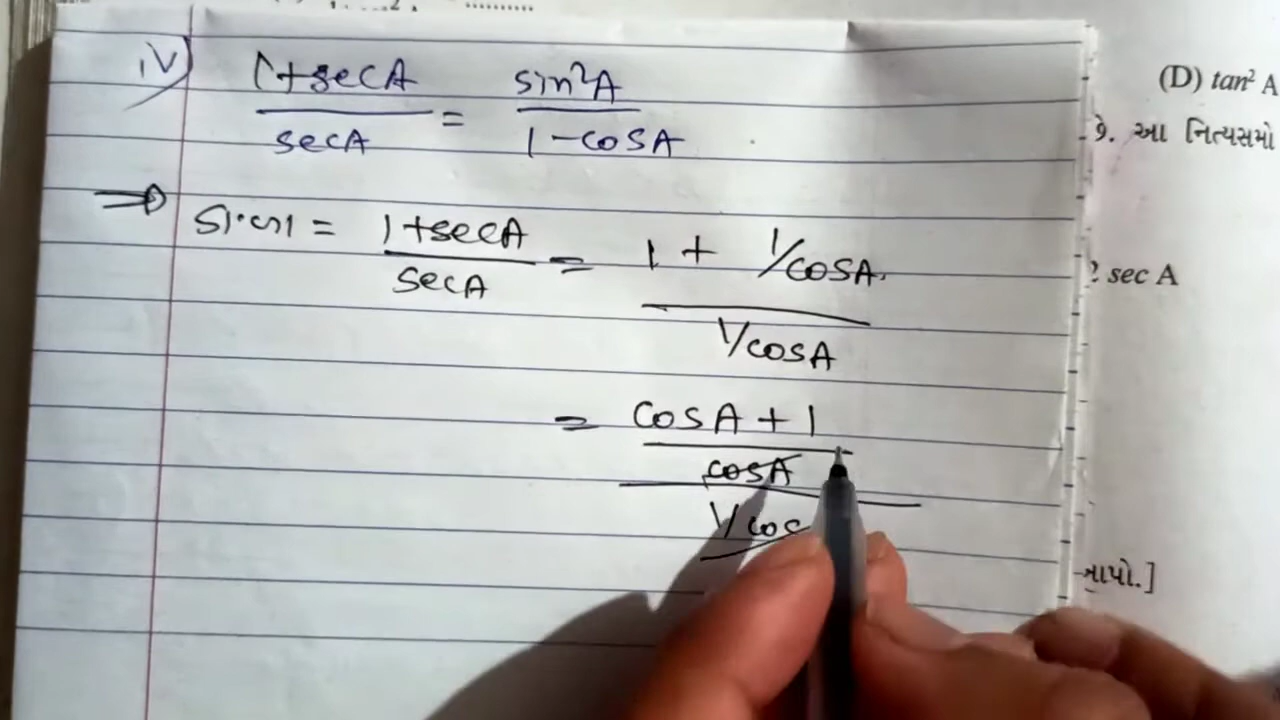 (D) tan² A
iv) 1+secA / secA = sin²A / 1-cosA
9. આ નિત્યસમો
⇒ ડા.બા = 1+secA / secA = 1 + 1/cosA / 1/cosA
sec A
= cosA + 1 / cosA / 1/cos
આપો.]